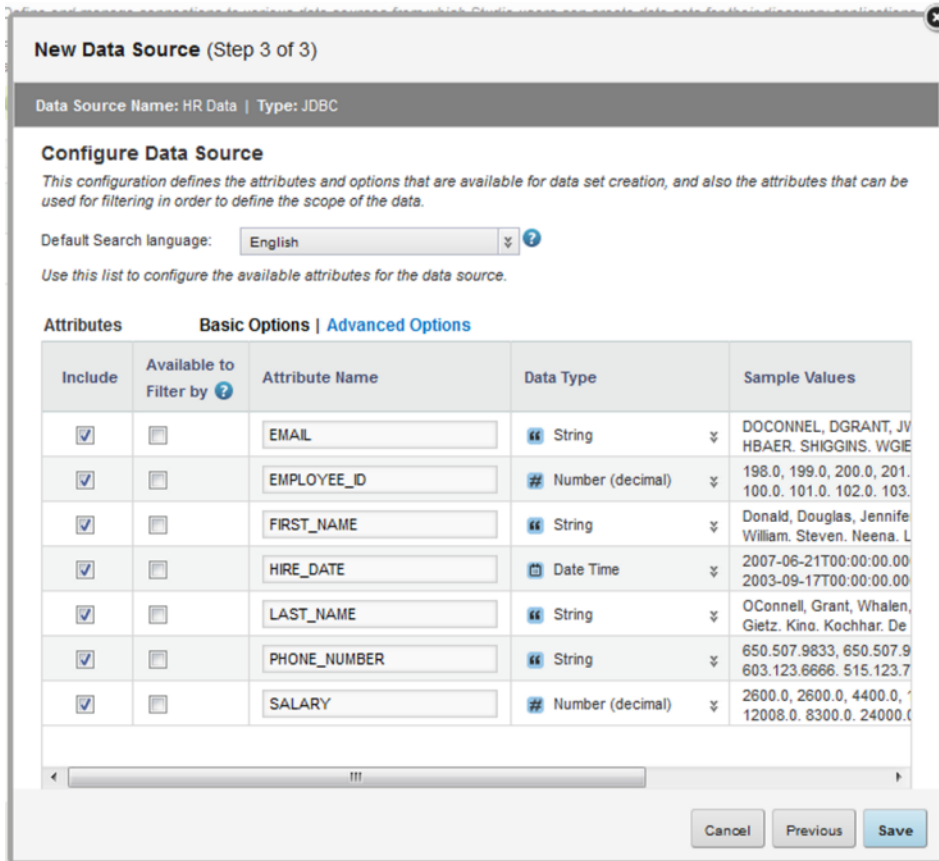 New Data Source (Step 3 of 3)
Data Source Name: HR Data | Type: JDBC
Configure Data Source
This configuration defines the attributes and options that are available for data set creation, and also the attributes that can be
used for filtering in order to define the scope of the data.
Default Search language: English
Use this list to configure the available attributes for the data source.
Attributes Basic Options | Advanced Options
Include Available to Filter by Attribute Name Data Type Sample Values
EMAIL String DOCONNEL, DGRANT, JW
HBAER. SHIGGINS. WGIE
EMPLOYEE_ID # Number (decimal) 198.0, 199.0, 200.0, 201.
100.0. 101.0. 102.0. 103.
FIRST_NAME String Donald, Douglas, Jennife
William. Steven. Neena. L
HIRE_DATE Date Time 2007-06-21T00:00:00.00
2003-09-17T00:00:00.00
LAST_NAME String OConnell, Grant, Whalen,
Gietz. King. Kochhar. De
PHONE_NUMBER String 650.507.9833, 650.507.9
603.123.6666. 515.123.7
SALARY # Number (decimal) 2600.0, 2600.0, 4400.0, 1
12008.0. 8300.0. 24000.0
Cancel Previous Save